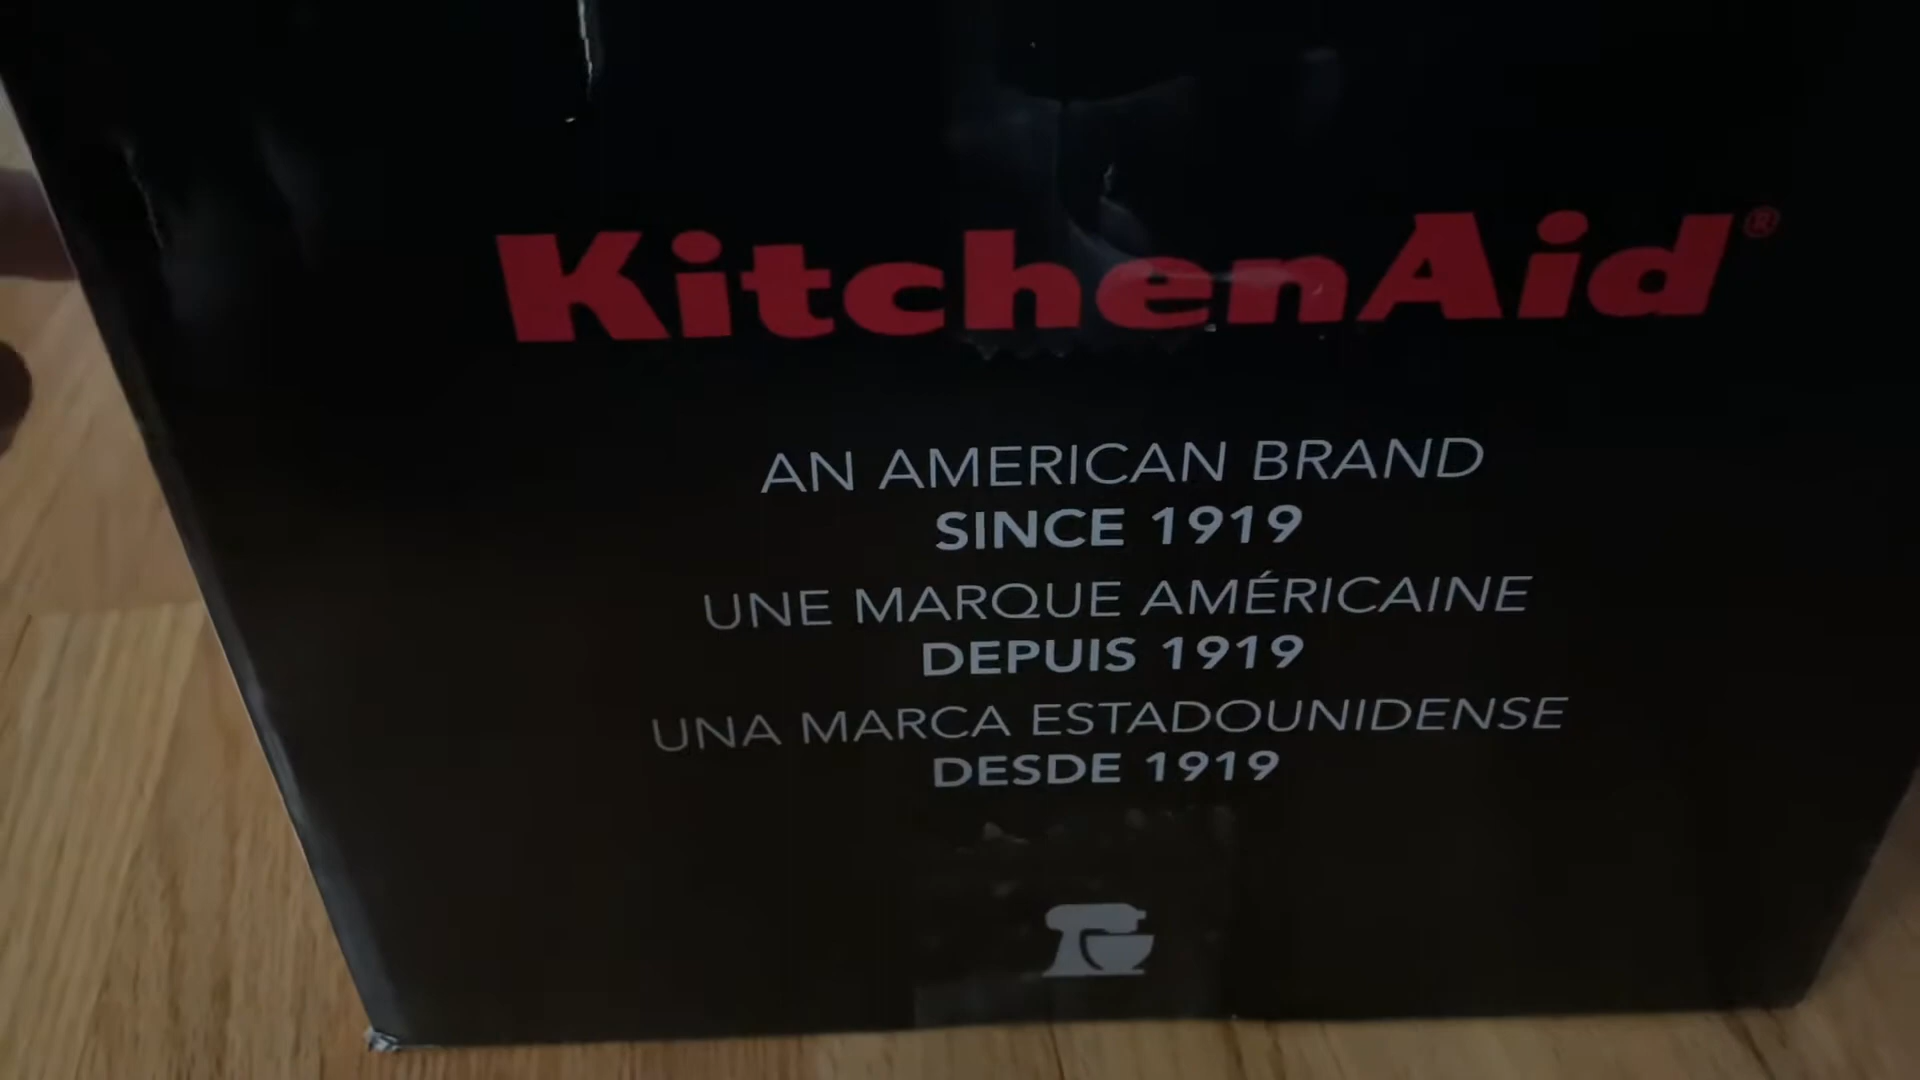 KitchenAid®
AN AMERICAN BRAND
SINCE 1919
UNE MARQUE AMÉRICAINE
DEPUIS 1919
UNA MARCA ESTADOUNIDENSE
DESDE 1919